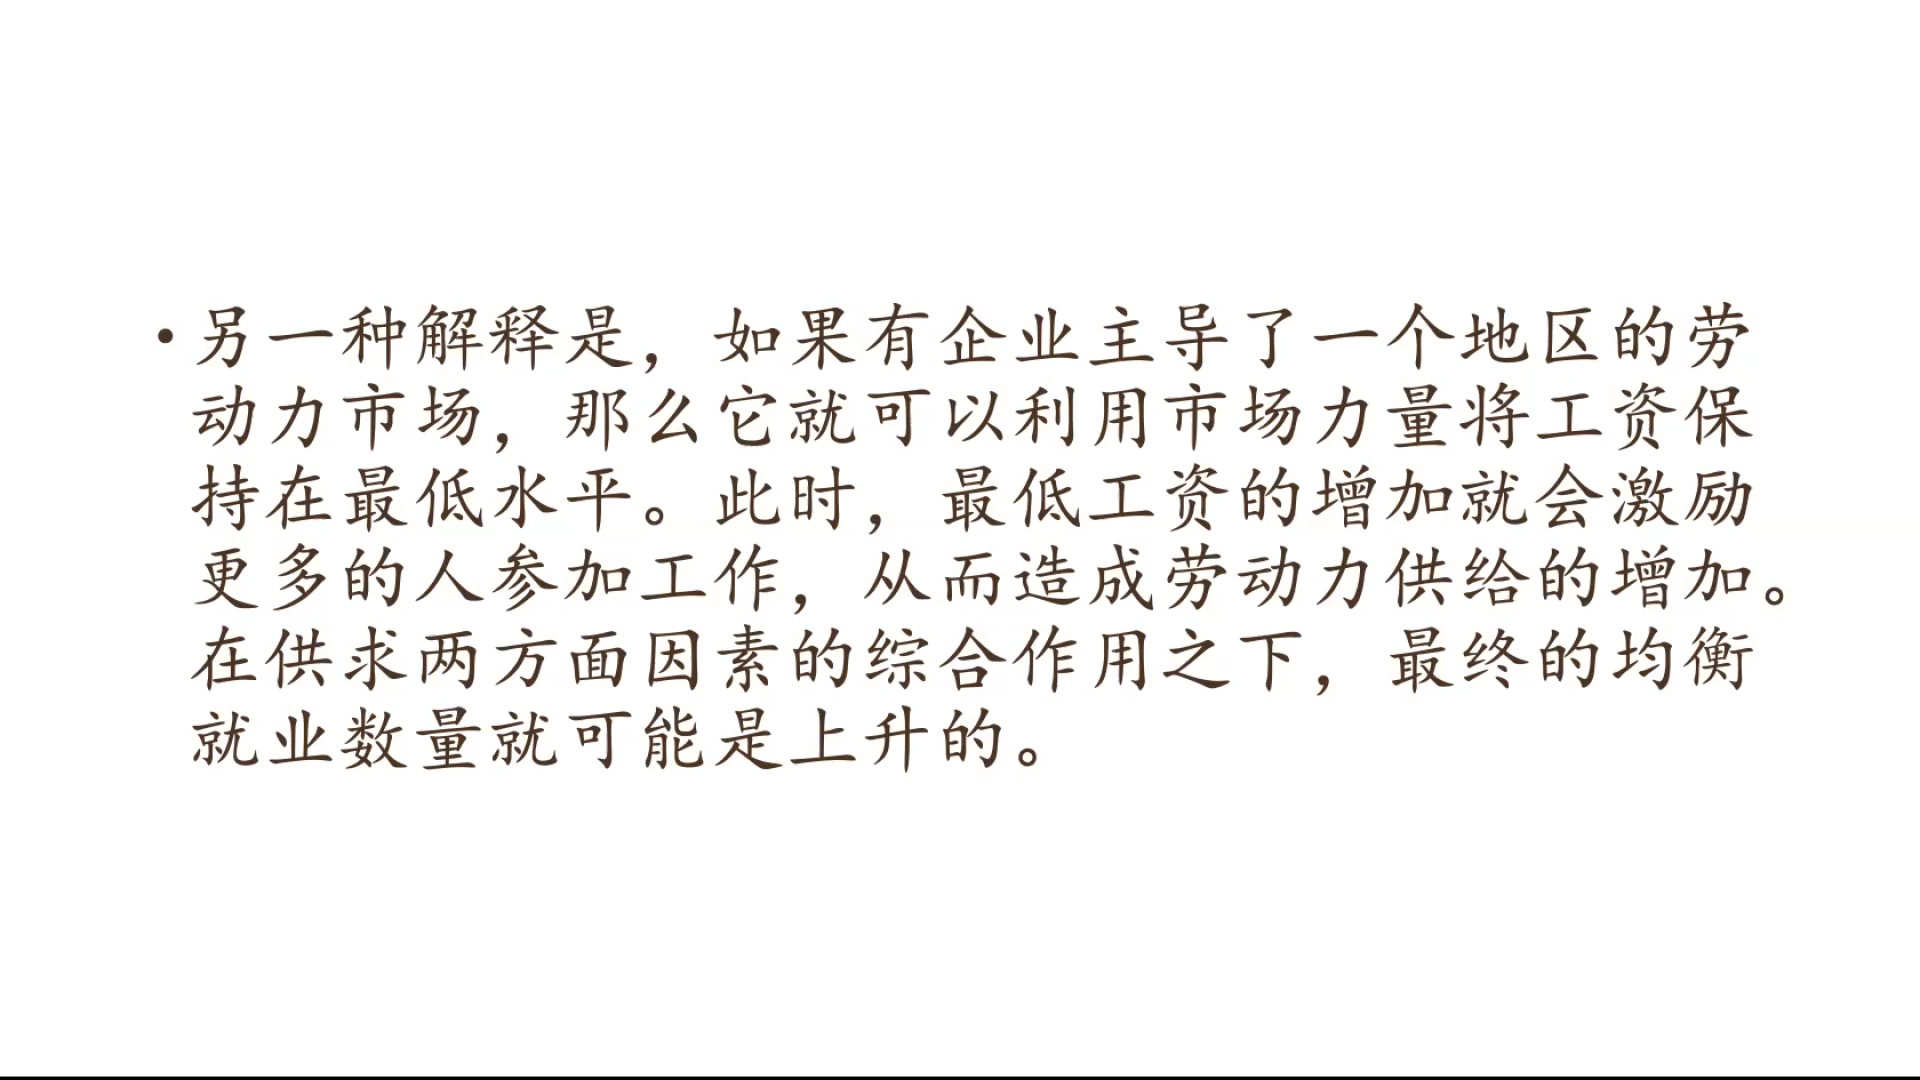 • 另一种解释是，如果有企业主导了一个地区的劳
动力市场，那么它就可以利用市场力量将工资保
持在最低水平。此时，最低工资的增加就会激励
更多的人参加工作，从而造成劳动力供给的增加。
在供求两方面因素的综合作用之下，最终的均衡
就业数量就可能是上升的。